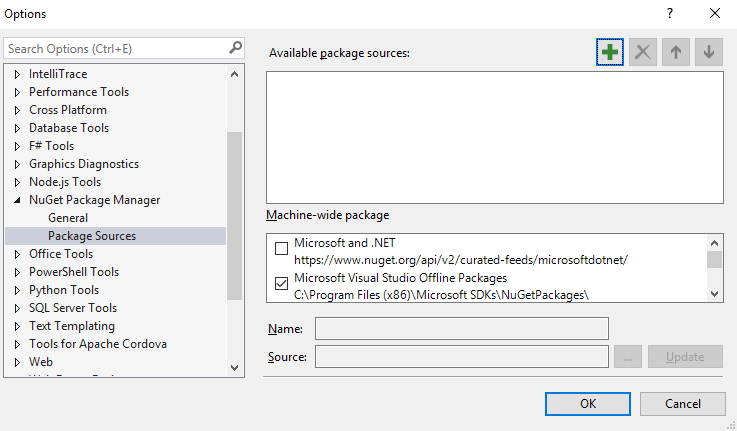 Options
?
Search Options (Ctrl+E)
IntelliTrace
Performance Tools
Cross Platform
Database Tools
F# Tools
Graphics Diagnostics
Node.js Tools
NuGet Package Manager
General
Package Sources
Office Tools
PowerShell Tools
Python Tools
SQL Server Tools
Text Templating
Tools for Apache Cordova
Web
Available package sources:
Machine-wide package
Microsoft and .NET
https://www.nuget.org/api/v2/curated-feeds/microsoftdotnet/
Microsoft Visual Studio Offline Packages
C:\Program Files (x86)\Microsoft SDKs\NuGetPackages\
Name:
Source:
...
Update
OK
Cancel